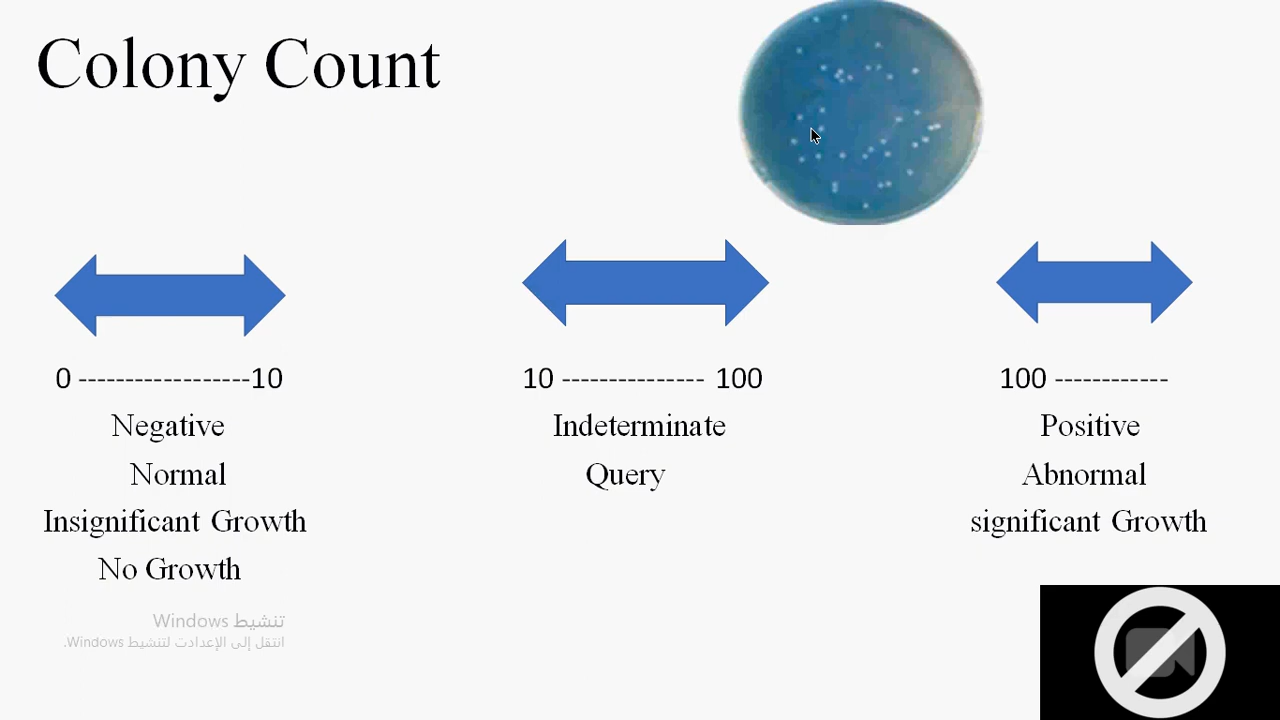 Colony Count
0 ------------------10
10 --------------- 100
100 ------------
Negative
Indeterminate
Positive
Normal
Query
Abnormal
Insignificant Growth
significant Growth
No Growth
تنشيط Windows
انتقل إلى الإعدادت لتنشيط Windows.